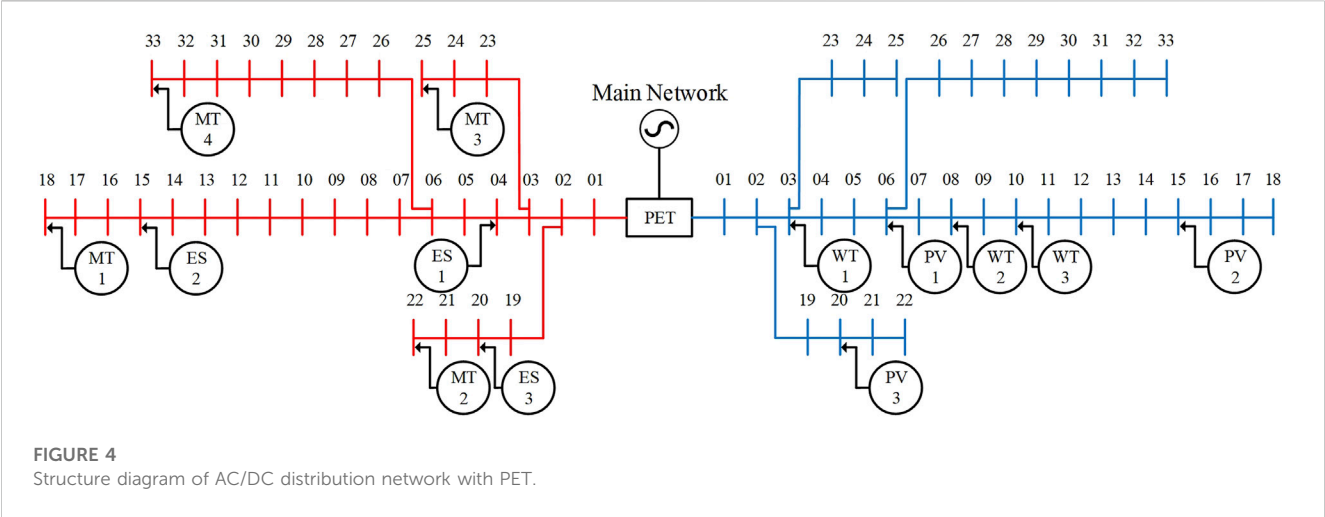 33 32 31 30 29 28 27 26 25 24 23 23 24 25 26 27 28 29 30 31 32 33
Main Network
MT
4
MT
3
18 17 16 15 14 13 12 11 10 09 08 07 06 05 04 03 02 01 PET 01 02 03 04 05 06 07 08 09 10 11 12 13 14 15 16 17 18
MT
1
ES
2
ES
1
WT
1
PV
1
WT
2
WT
3
PV
2
22 21 20 19 19 20 21 22
MT
2
ES
3
PV
3
FIGURE 4
Structure diagram of AC/DC distribution network with PET.